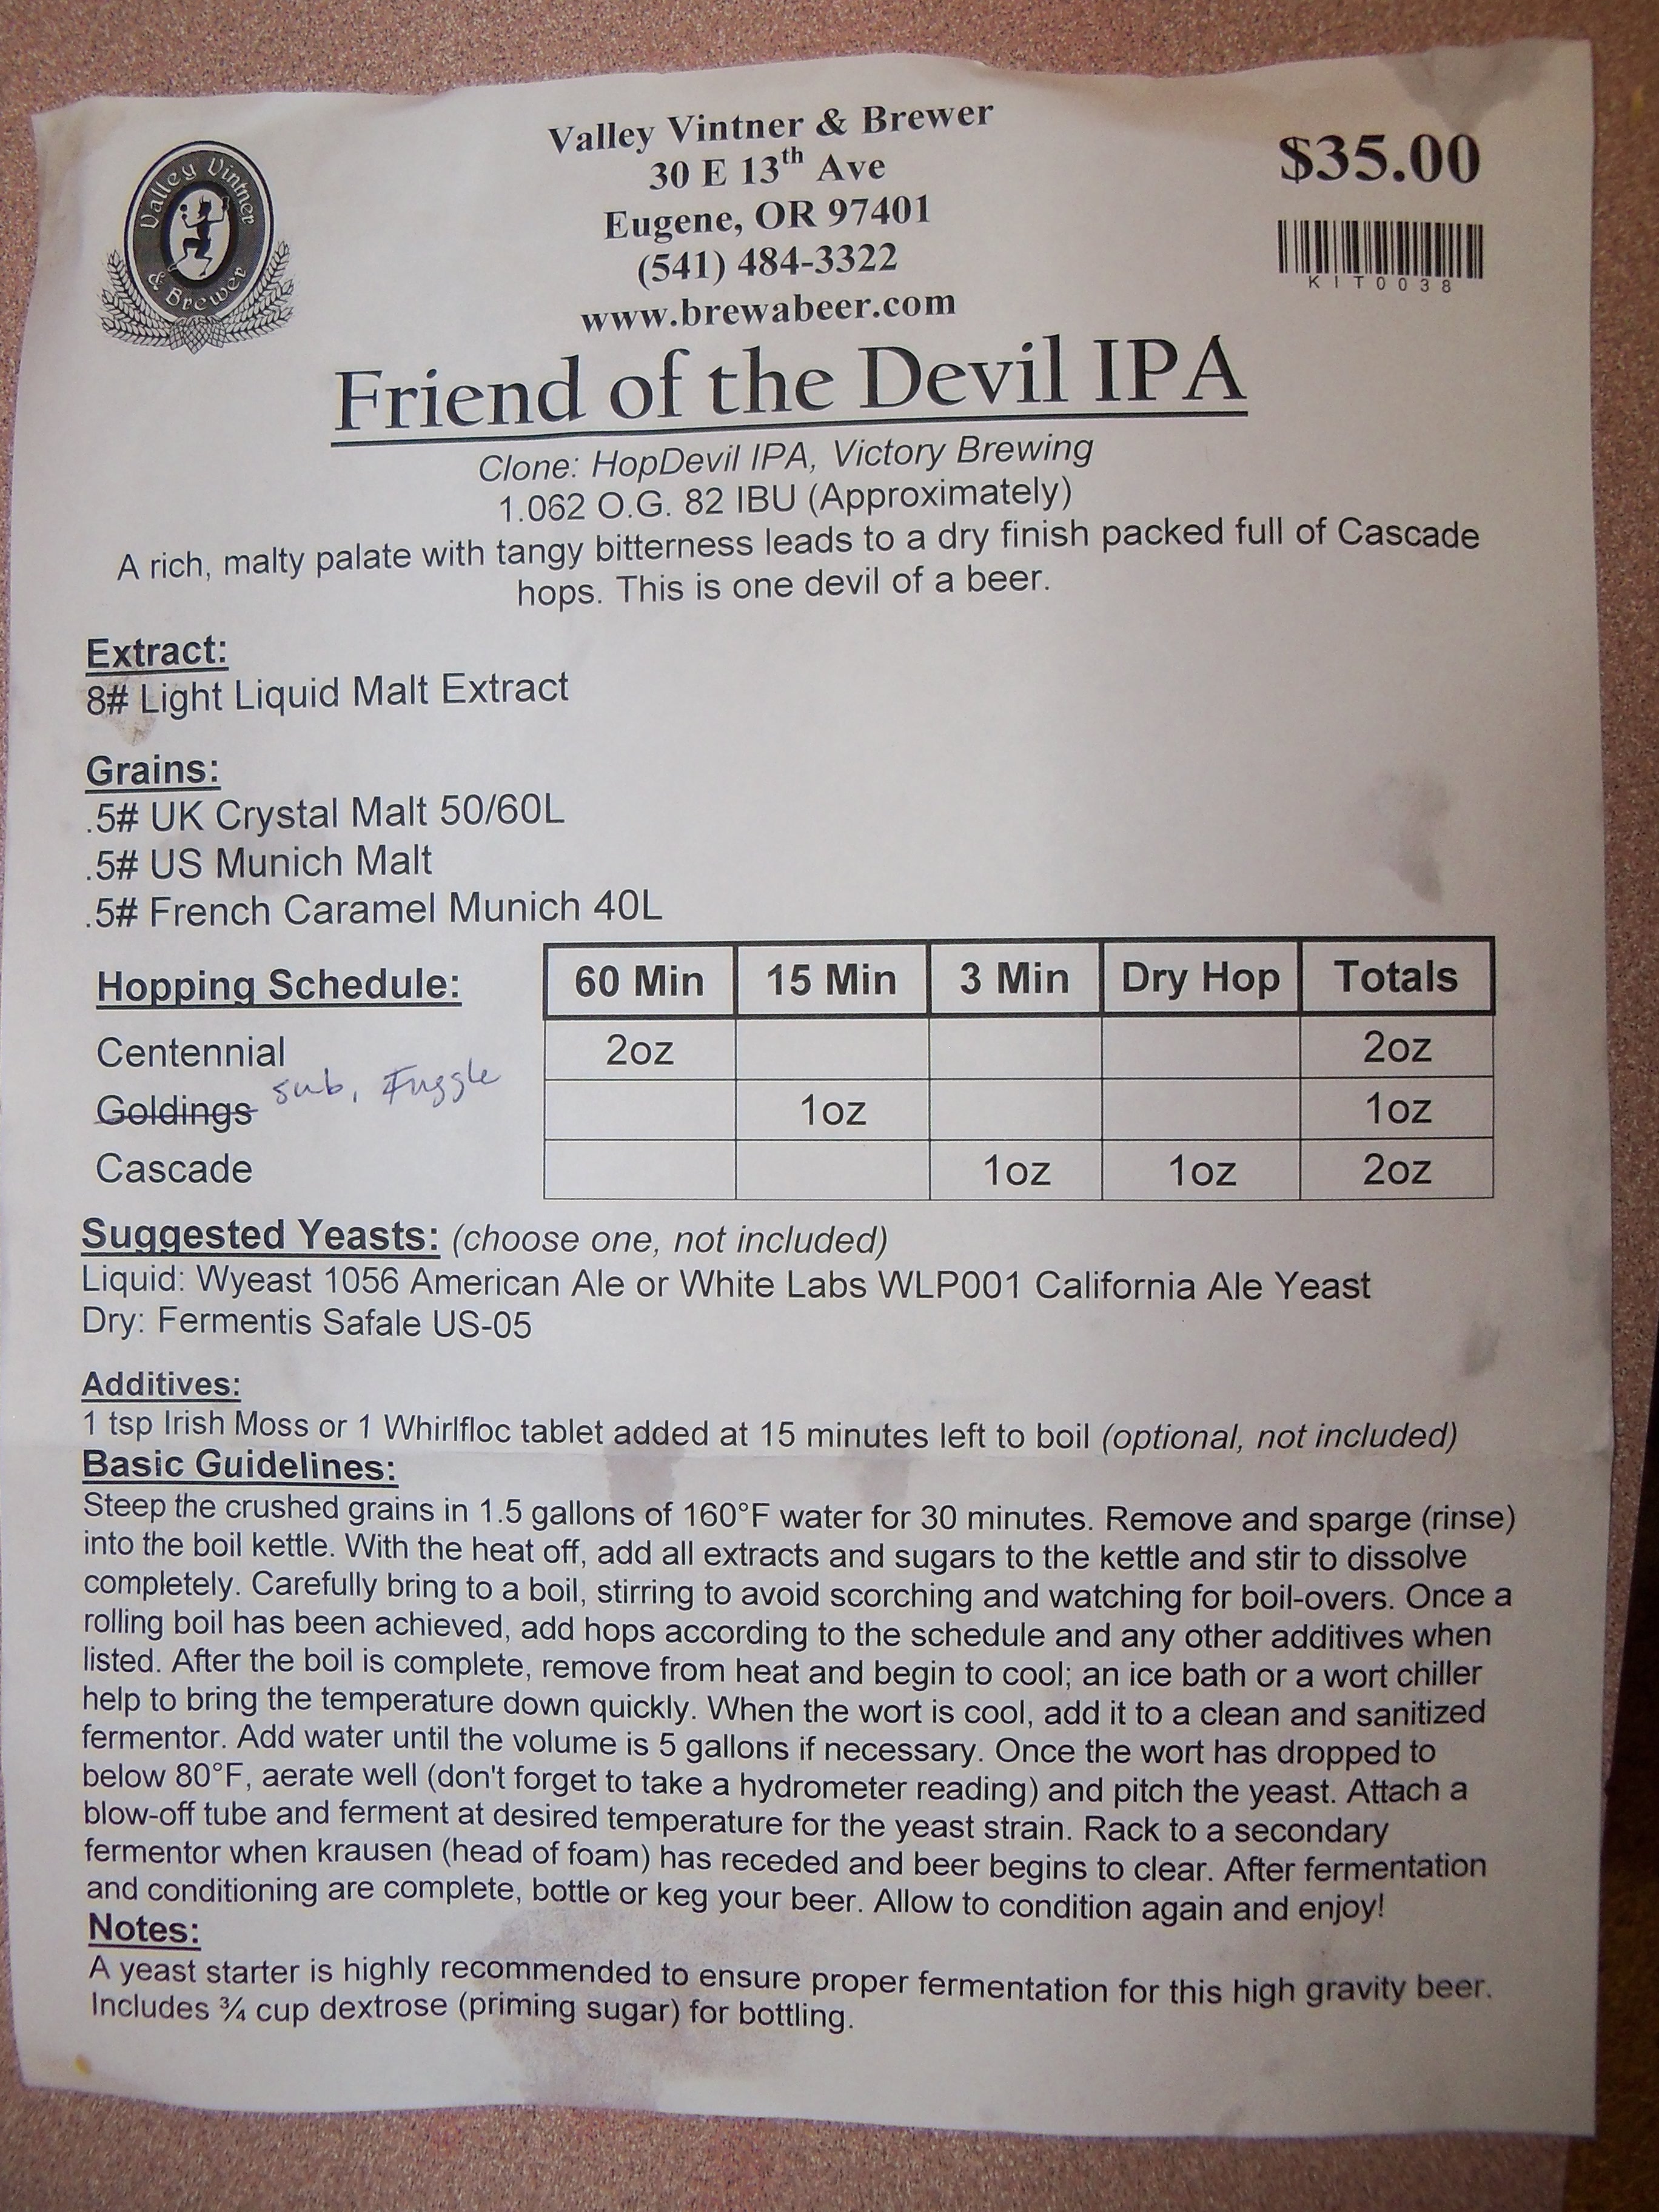 Valley Vintner
& Brewer
Valley Vintner & Brewer
30 E 13th Ave
Eugene, OR 97401
(541) 484-3322
www.brewabeer.com
$35.00
KIT0038
Friend of the Devil IPA
Clone: HopDevil IPA, Victory Brewing
1.062 O.G. 82 IBU (Approximately)
A rich, malty palate with tangy bitterness leads to a dry finish packed full of Cascade
hops. This is one devil of a beer.
Extract:
8# Light Liquid Malt Extract
Grains:
.5# UK Crystal Malt 50/60L
.5# US Munich Malt
.5# French Caramel Munich 40L
Hopping Schedule: 60 Min 15 Min 3 Min Dry Hop Totals
Centennial 2oz 2oz
Goldings sub. Fuggle 1oz 1oz
Cascade 1oz 1oz 2oz
Suggested Yeasts: (choose one, not included)
Liquid: Wyeast 1056 American Ale or White Labs WLP001 California Ale Yeast
Dry: Fermentis Safale US-05
Additives:
1 tsp Irish Moss or 1 Whirlfloc tablet added at 15 minutes left to boil (optional, not included)
Basic Guidelines:
Steep the crushed grains in 1.5 gallons of 160°F water for 30 minutes. Remove and sparge (rinse)
into the boil kettle. With the heat off, add all extracts and sugars to the kettle and stir to dissolve
completely. Carefully bring to a boil, stirring to avoid scorching and watching for boil-overs. Once a
rolling boil has been achieved, add hops according to the schedule and any other additives when
listed. After the boil is complete, remove from heat and begin to cool; an ice bath or a wort chiller
help to bring the temperature down quickly. When the wort is cool, add it to a clean and sanitized
fermentor. Add water until the volume is 5 gallons if necessary. Once the wort has dropped to
below 80°F, aerate well (don't forget to take a hydrometer reading) and pitch the yeast. Attach a
blow-off tube and ferment at desired temperature for the yeast strain. Rack to a secondary
fermentor when krausen (head of foam) has receded and beer begins to clear. After fermentation
and conditioning are complete, bottle or keg your beer. Allow to condition again and enjoy!
Notes:
A yeast starter is highly recommended to ensure proper fermentation for this high gravity beer.
Includes ¾ cup dextrose (priming sugar) for bottling.